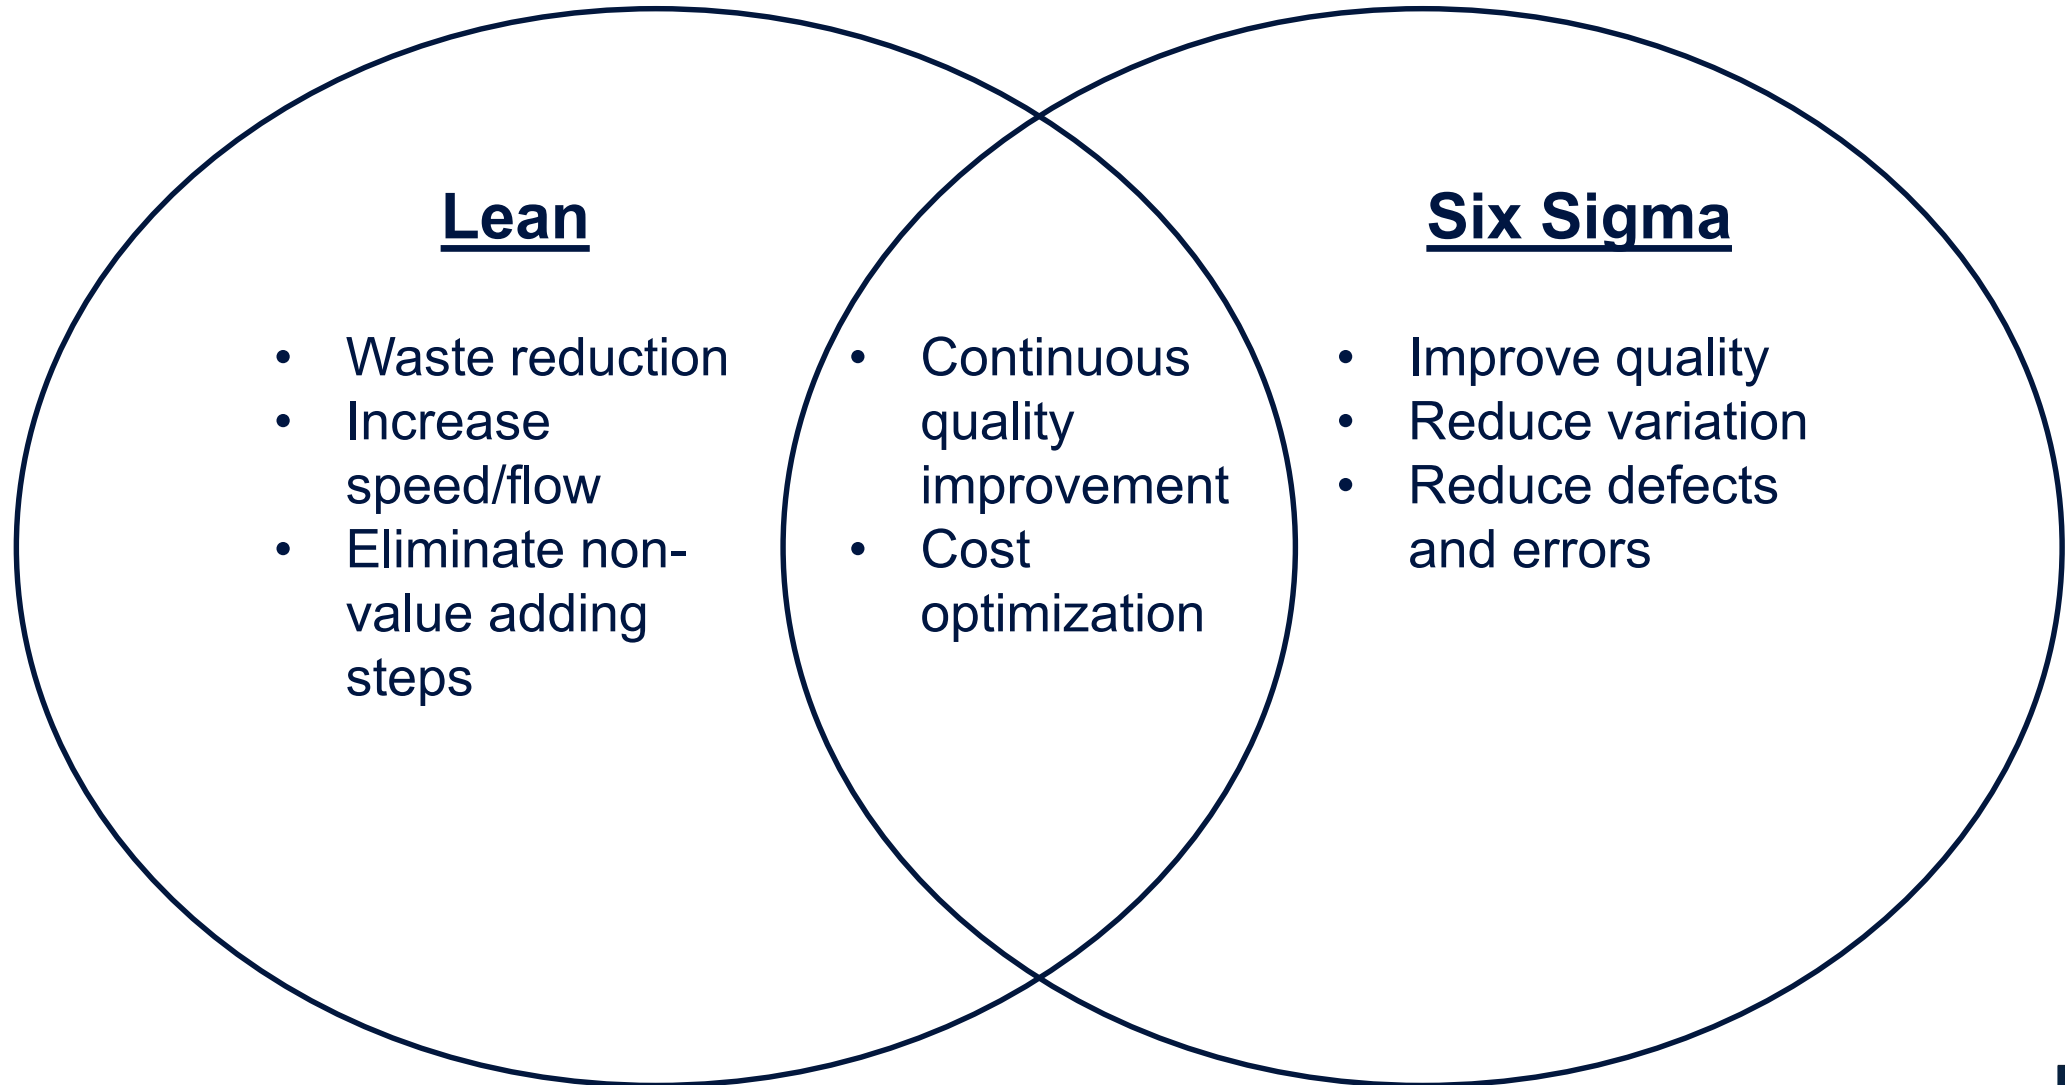 Lean
• Waste reduction
• Increase
speed/flow
• Eliminate non-
value adding
steps
• Continuous
quality
improvement
• Cost
optimization
Six Sigma
• Improve quality
• Reduce variation
• Reduce defects
and errors